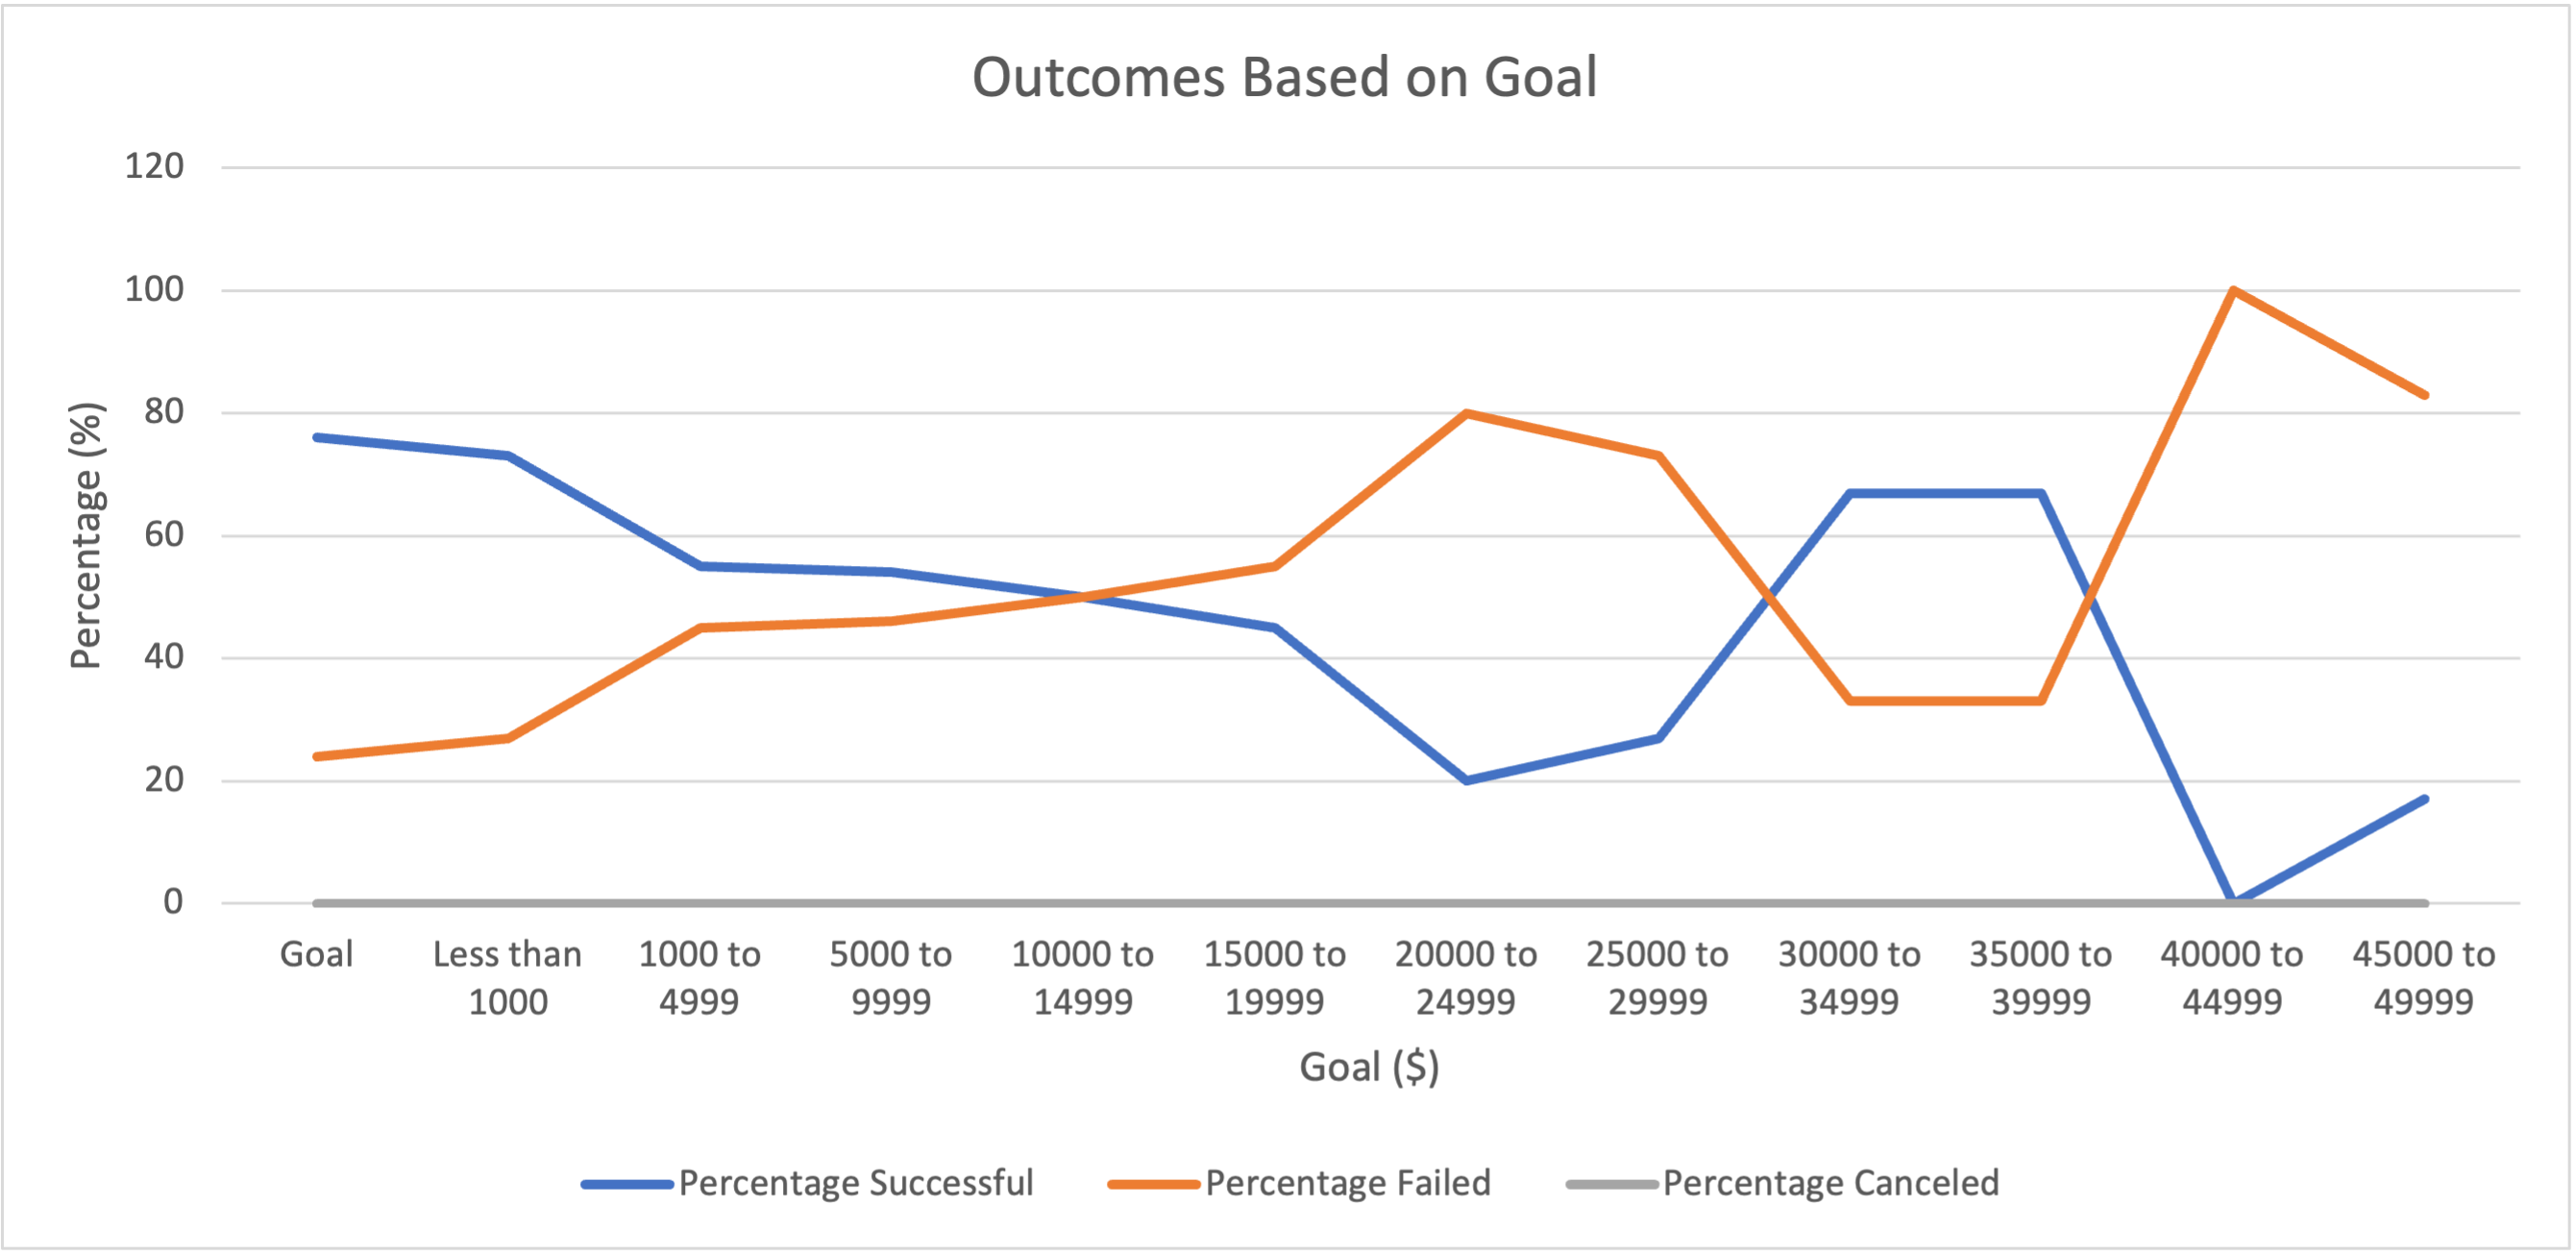 Outcomes Based on Goal
120
100
80
60
40
20
0
Percentage (%)
Goal
Less than
1000
1000 to
4999
5000 to
9999
10000 to
14999
15000 to
19999
20000 to
24999
25000 to
29999
30000 to
34999
35000 to
39999
40000 to
44999
45000 to
49999
Goal ($)
Percentage Successful
Percentage Failed
Percentage Canceled